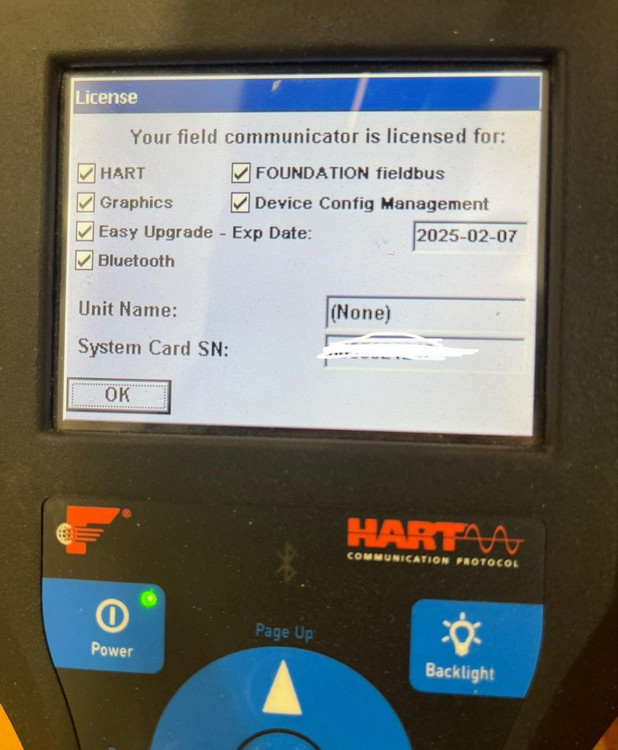 License
Your field communicator is licensed for:
HART FOUNDATION fieldbus
Graphics Device Config Management
Easy Upgrade - Exp Date: 2025-02-07
Bluetooth
Unit Name: (None)
System Card SN:
OK
®
HART
COMMUNICATION PROTOCOL
Power
Page Up
Backlight